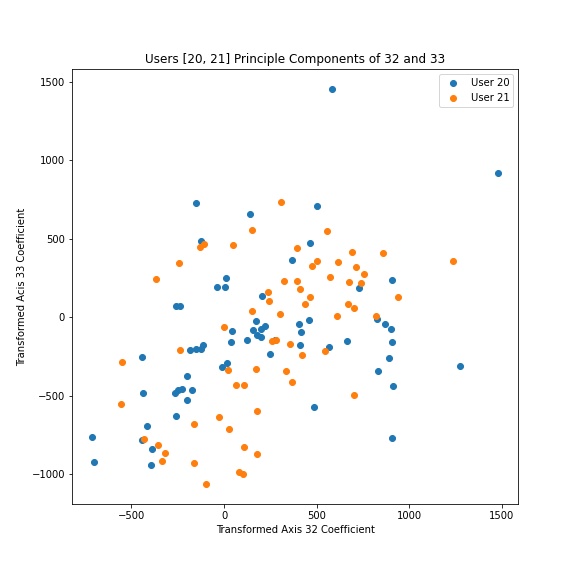 Users [20, 21] Principle Components of 32 and 33
User 20
User 21
Transformed Acis 33 Coefficient
1500
1000
500
0
−500
−1000
−500
0
500
1000
1500
Transformed Axis 32 Coefficient